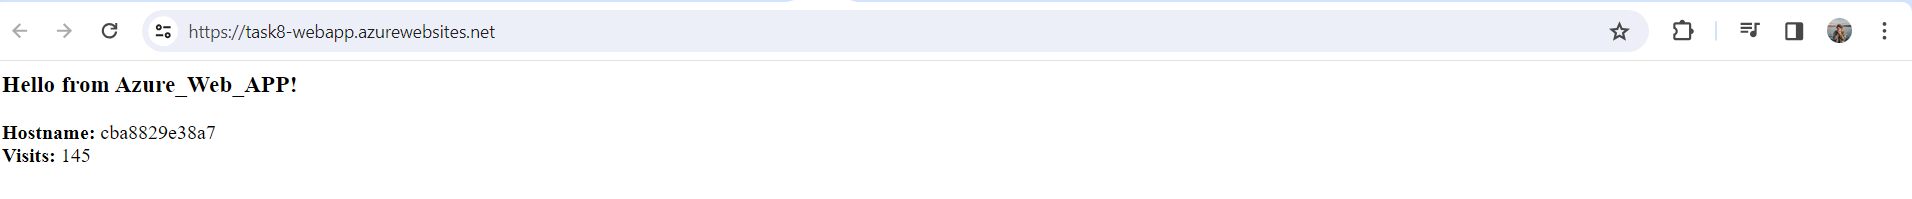 https://task8-webapp.azurewebsites.net
Hello from Azure_Web_APP!
Hostname: cba8829e38a7
Visits: 145